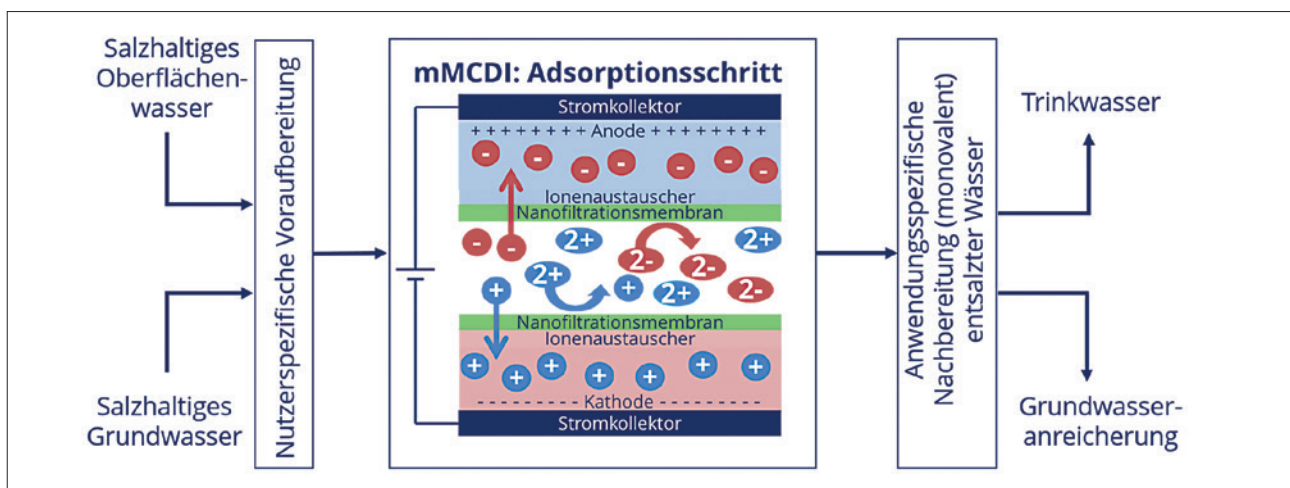 Salzhaltiges
Oberflächen-
wasser
Salzhaltiges
Grundwasser
Nutzerspezifische Voraufbereitung
mMCDI: Adsorptionsschritt
Stromkollektor
+ + + + + + + + Anode + + + + + + + +
- - - - - - - -
Ionenaustauscher
Nanofiltrationsmembran
- - 2+ 2- 2- 2+
+ 2+ + 2+ 2-
Nanofiltrationsmembran
Ionenaustauscher
+ + + + + + +
- - - - - - - - Kathode - - - - - - - -
Stromkollektor
Anwendungsspezifische
Nachbereitung (monovalent)
entsalzter Wässer
Trinkwasser
Grundwasser-
anreicherung